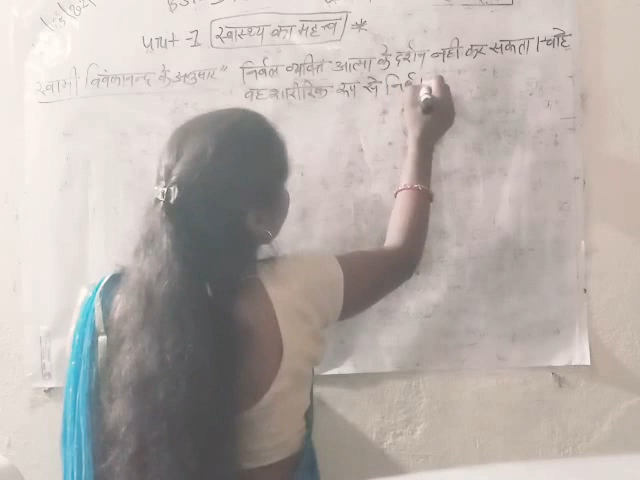 पाठ -1 स्वास्थ्य का महत्त्व *
स्वामी विवेकानन्द के अनुसार " निर्बल व्यक्ति आत्मा के दर्शन नही कर सकता। चाहे
वह शारीरिक रूप से